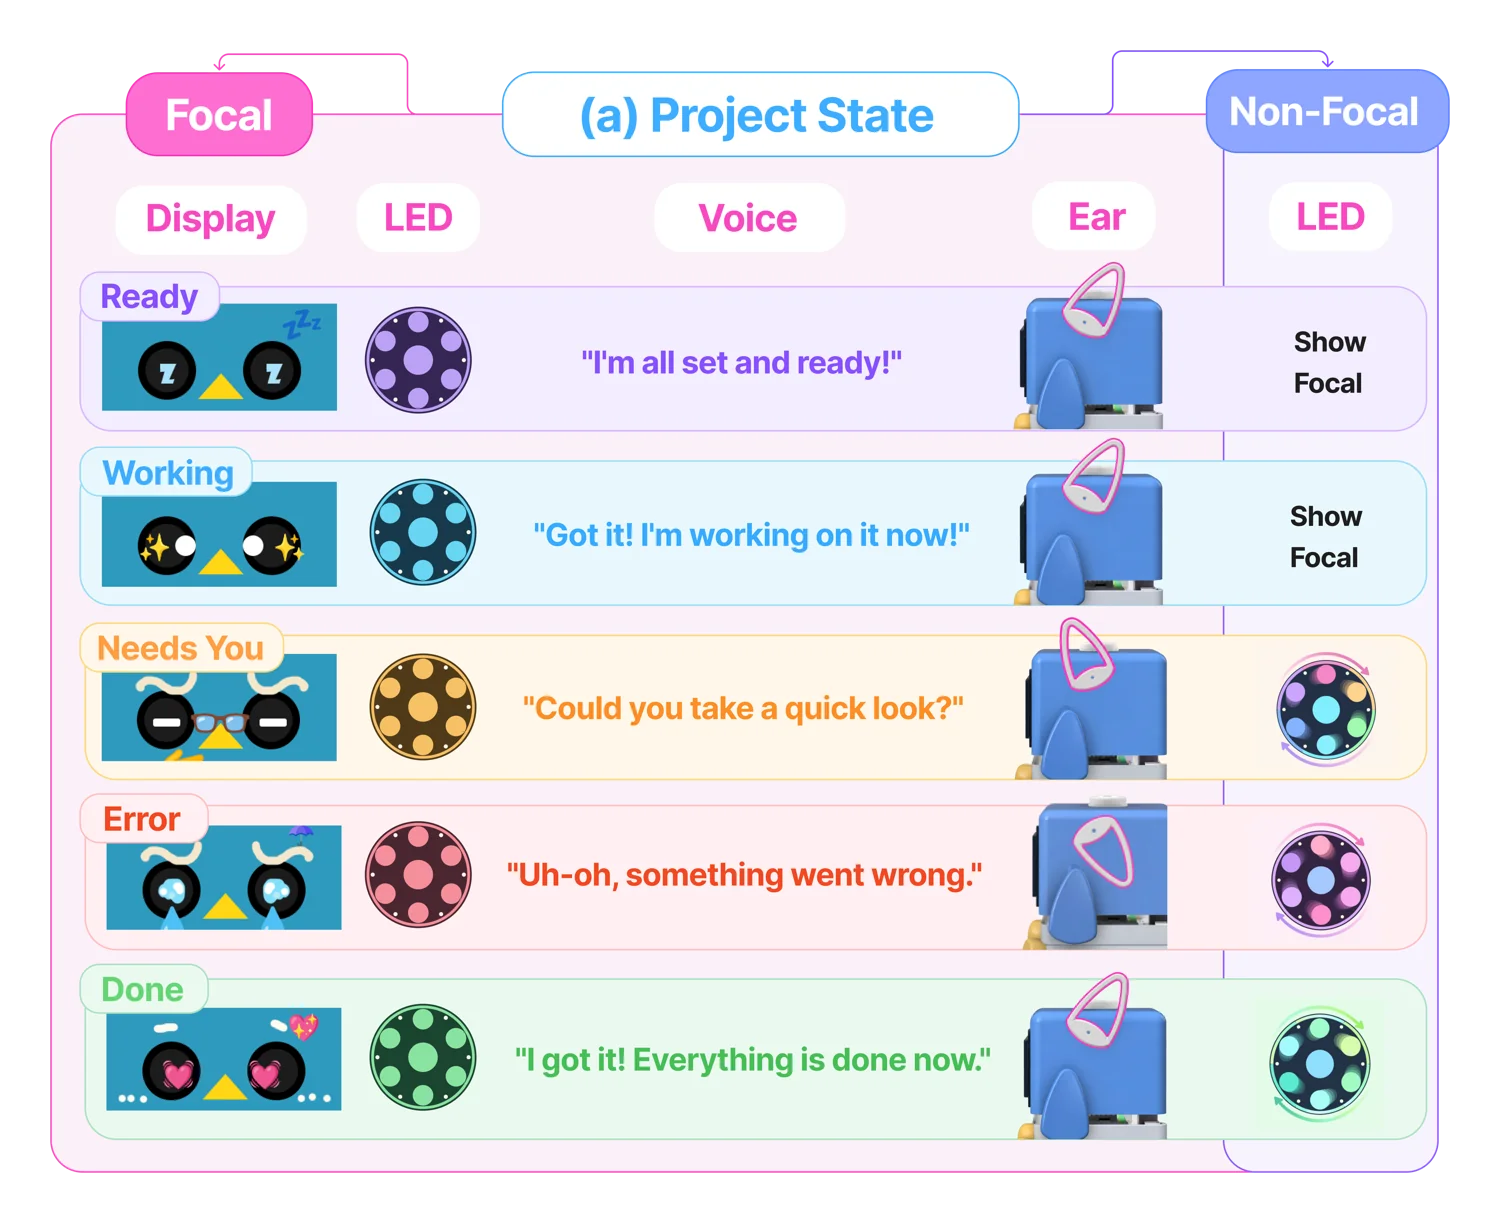 Focal
(a) Project State
Non-Focal
Display
LED
Voice
Ear
LED
Ready
zzz
z z
"I'm all set and ready!"
Show
Focal
Working
"Got it! I'm working on it now!"
Show
Focal
Needs You
"Could you take a quick look?"
Error
"Uh-oh, something went wrong."
Done
"I got it! Everything is done now."